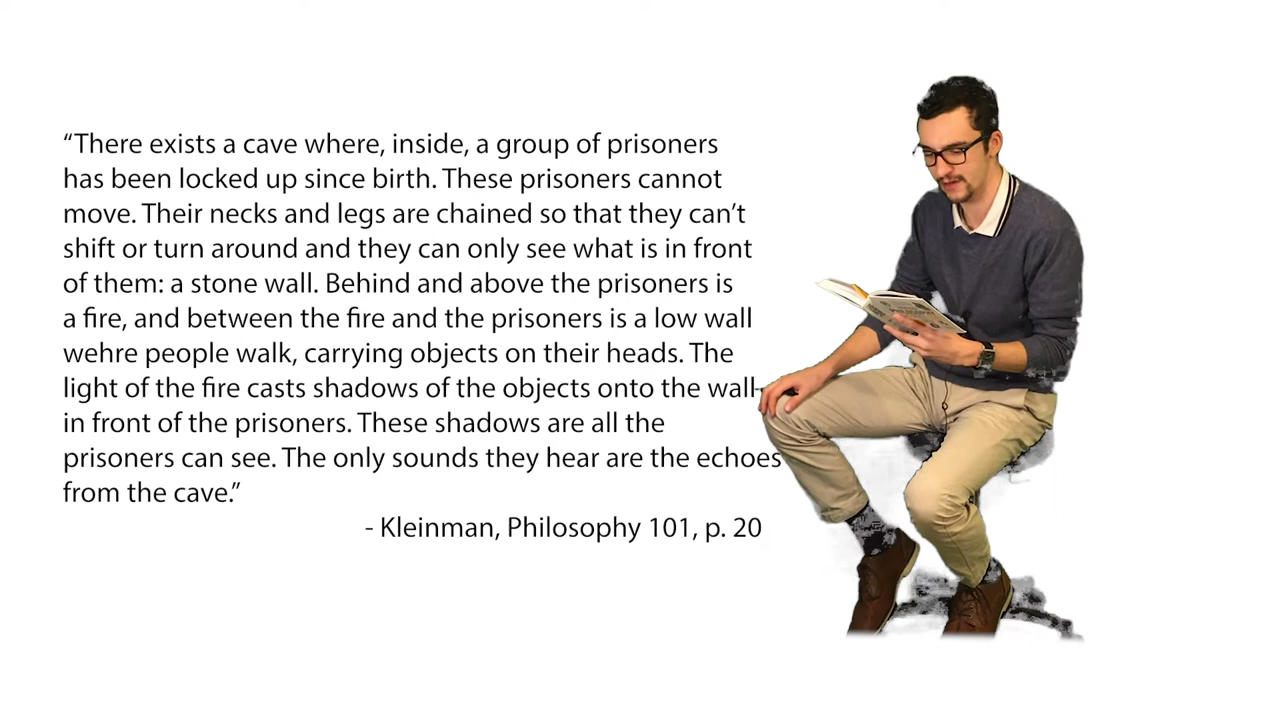 “There exists a cave where, inside, a group of prisoners
has been locked up since birth. These prisoners cannot
move. Their necks and legs are chained so that they can’t
shift or turn around and they can only see what is in front
of them: a stone wall. Behind and above the prisoners is
a fire, and between the fire and the prisoners is a low wall
wehre people walk, carrying objects on their heads. The
light of the fire casts shadows of the objects onto the wall
in front of the prisoners. These shadows are all the
prisoners can see. The only sounds they hear are the echoes
from the cave.”
- Kleinman, Philosophy 101, p. 20